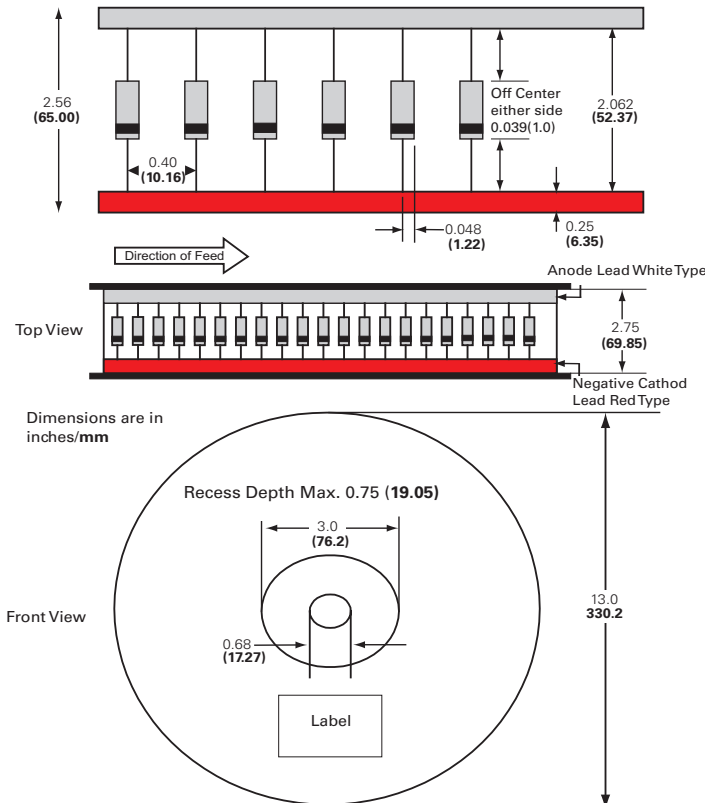 2.56
(65.00)
0.40
(10.16)
Off Center
either side
0.039(1.0)
2.062
(52.37)
0.048
(1.22)
0.25
(6.35)
Direction of Feed
Anode Lead White Type
Top View
2.75
(69.85)
Negative Cathod
Lead Red Type
Dimensions are in
inches/mm
Recess Depth Max. 0.75 (19.05)
3.0
(76.2)
Front View
13.0
330.2
0.68
(17.27)
Label